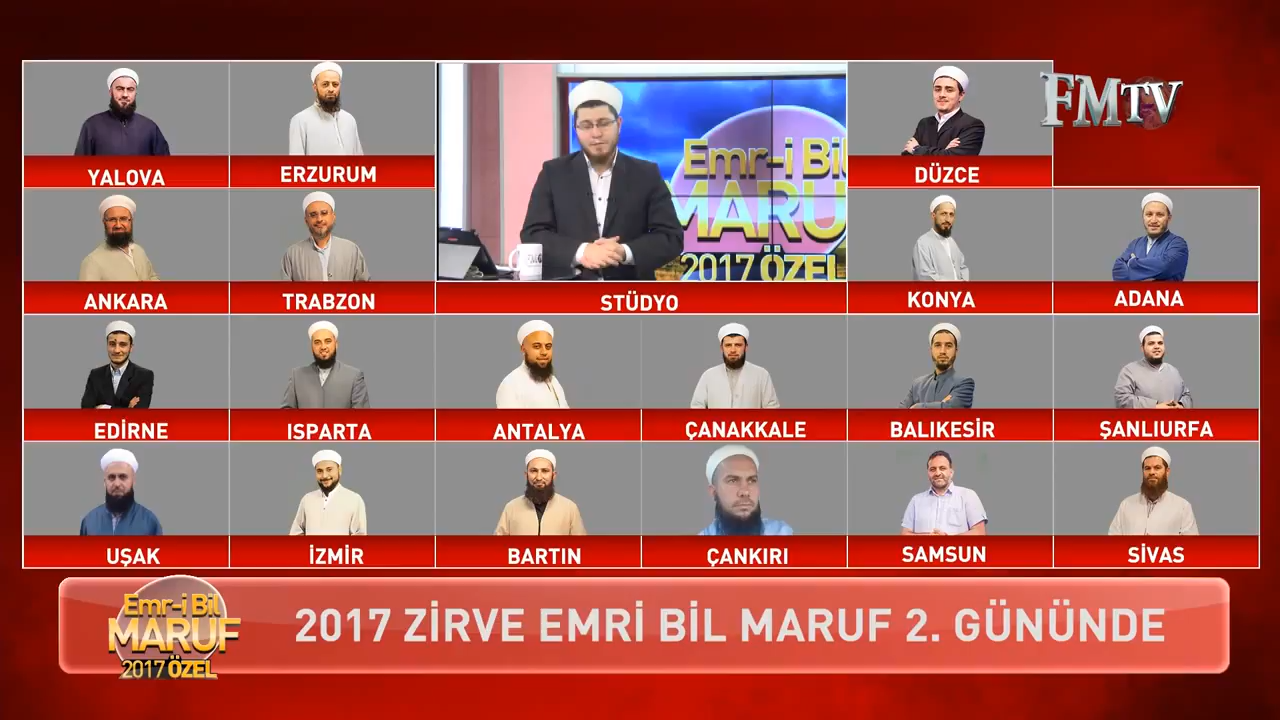 FMTV
YALOVA
ERZURUM
Emr-i Bil
MARUF
2017 ÖZEL
DÜZCE
ANKARA
TRABZON
STÜDYO
KONYA
ADANA
EDİRNE
ISPARTA
ANTALYA
ÇANAKKALE
BALIKESİR
ŞANLIURFA
UŞAK
İZMİR
BARTIN
ÇANKIRI
SAMSUN
SİVAS
Emr-i Bil
MARUF
2017 ÖZEL
2017 ZİRVE EMRİ BİL MARUF 2. GÜNÜNDE